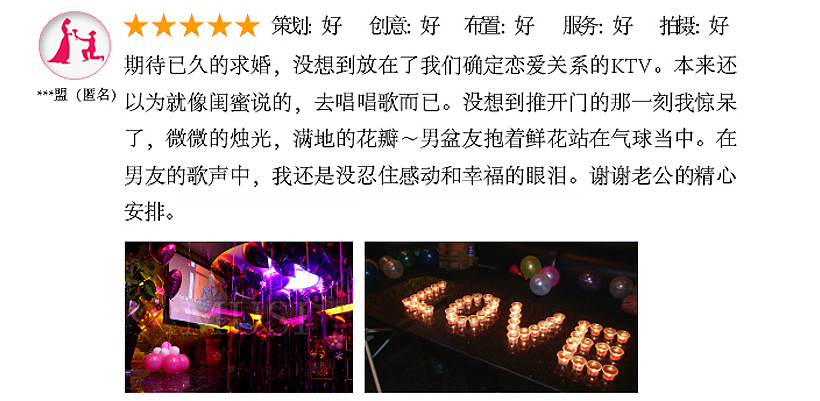 策划: 好 创意: 好 布置: 好 服务: 好 拍摄: 好
期待已久的求婚，没想到放在了我们确定恋爱关系的KTV。本来还
***盟（匿名）
以为就像闺蜜说的，去唱唱歌而已。没想到推开门的那一刻我惊呆
了，微微的烛光，满地的花瓣～男盆友抱着鲜花站在气球当中。在
男友的歌声中，我还是没忍住感动和幸福的眼泪。谢谢老公的精心
安排。
MUSI
LOVE